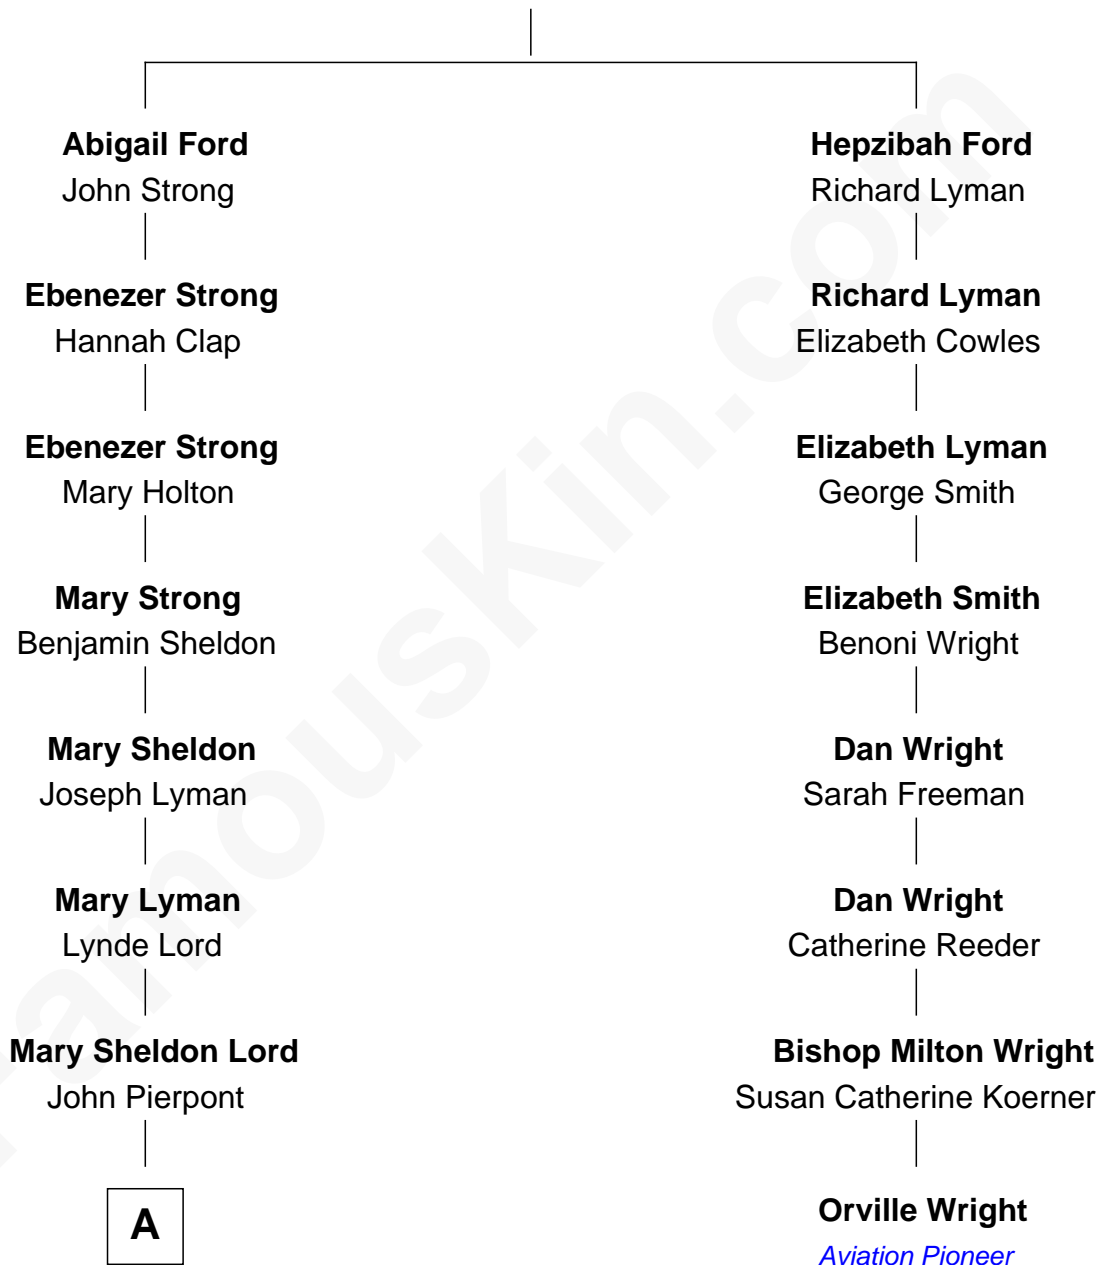 Abigail Ford
John Strong
Hepzibah Ford
Richard Lyman
Ebenezer Strong
Hannah Clap
Richard Lyman
Elizabeth Cowles
Ebenezer Strong
Mary Holton
Elizabeth Lyman
George Smith
Mary Strong
Benjamin Sheldon
Elizabeth Smith
Benoni Wright
Mary Sheldon
Joseph Lyman
Dan Wright
Sarah Freeman
Mary Lyman
Lynde Lord
Dan Wright
Catherine Reeder
Mary Sheldon Lord
John Pierpont
Bishop Milton Wright
Susan Catherine Koerner
A
Orville Wright
Aviation Pioneer
FamousKin.com